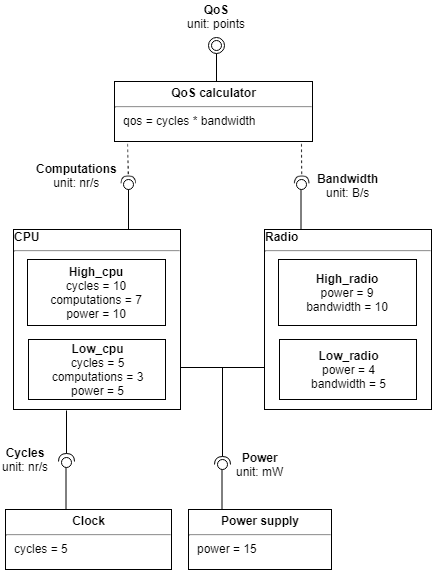 QoS
unit: points
QoS calculator
qos = cycles * bandwidth
Computations
unit: nr/s
Bandwidth
unit: B/s
CPU
High_cpu
cycles = 10
computations = 7
power = 10
Low_cpu
cycles = 5
computations = 3
power = 5
Radio
High_radio
power = 9
bandwidth = 10
Low_radio
power = 4
bandwidth = 5
Cycles
unit: nr/s
Power
unit: mW
Clock
cycles = 5
Power supply
power = 15